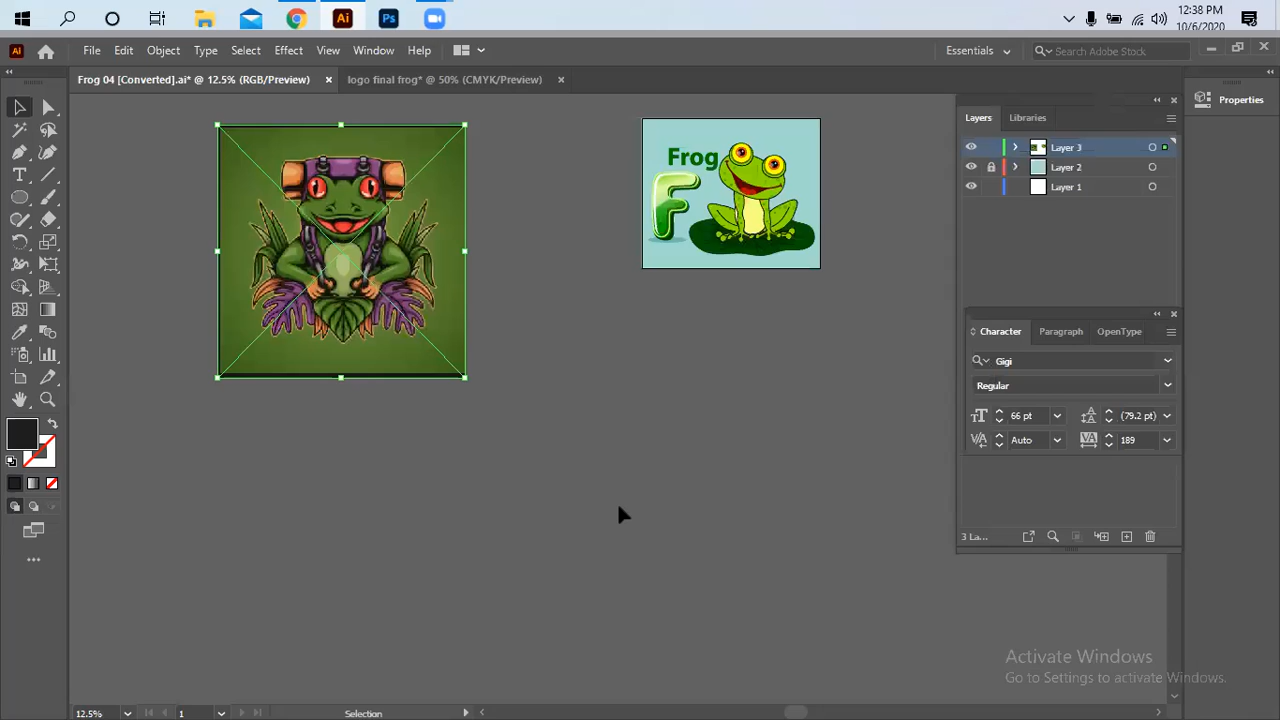 12:38 PM
10/6/2020
File Edit Object Type Select Effect View Window Help
Essentials
Search Adobe Stock
Frog 04 [Converted].ai* @ 12.5% (RGB/Preview)
logo final frog* @ 50% (CMYK/Preview)
Properties
Layers Libraries
Layer 3
Layer 2
Layer 1
Frog
F
Character Paragraph OpenType
Gigi
Regular
66 pt (79.2 pt)
Auto 189
3 La...
Activate Windows
Go to Settings to activate Windows.
12.5% 1 Selection